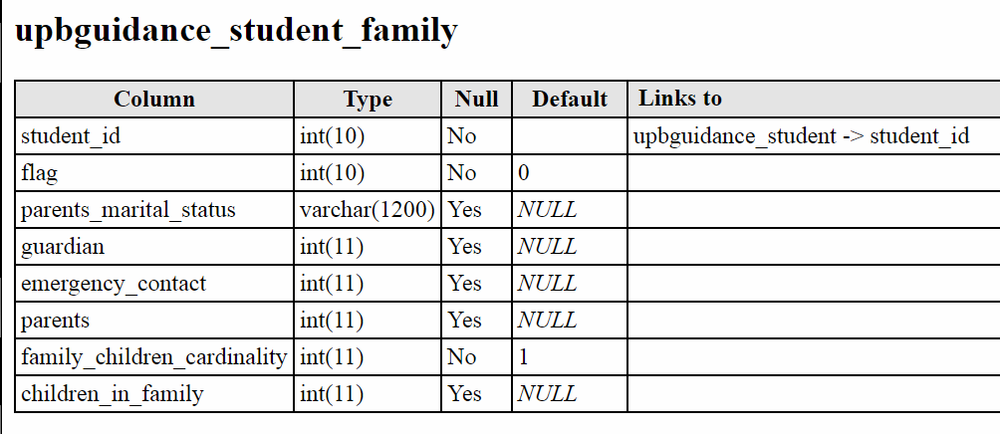 upbguidance_student_family
Column Type Null Default Links to
student_id int(10) No upbguidance_student -> student_id
flag int(10) No 0
parents_marital_status varchar(1200) Yes NULL
guardian int(11) Yes NULL
emergency_contact int(11) Yes NULL
parents int(11) Yes NULL
family_children_cardinality int(11) No 1
children_in_family int(11) Yes NULL